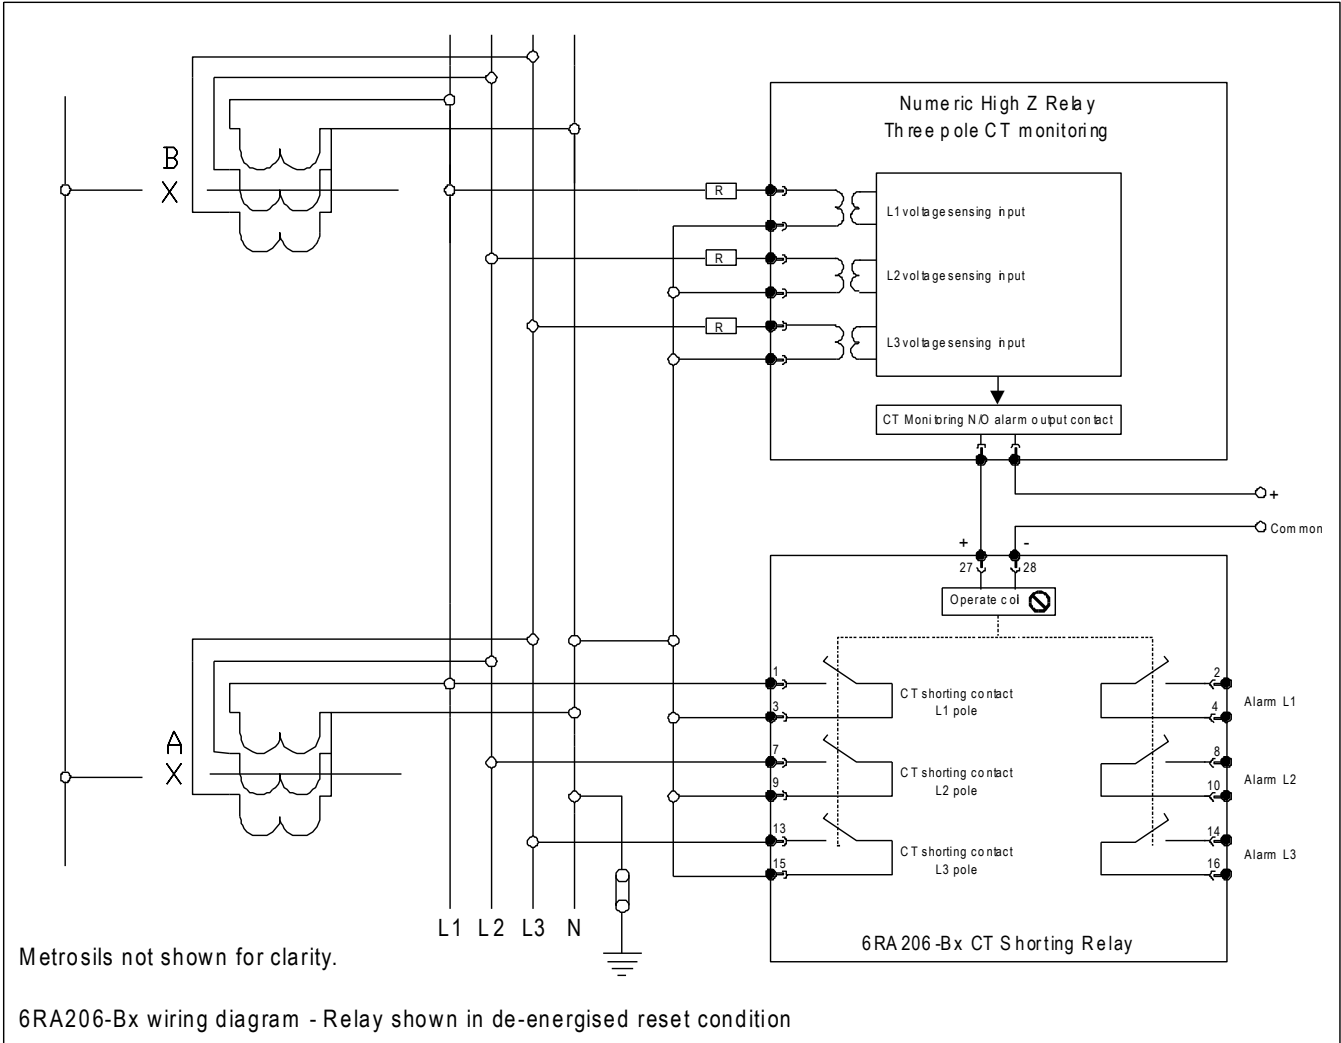 Numeric High Z Relay
Three pole CT monitoring
B
X
R
L1 voltage sensing input
R
L2 voltage sensing input
R
L3 voltage sensing input
CT Monitoring N/O alarm output contact
+
Common
+ -
27 28
Operate coil
1 2
CT shorting contact
L1 pole
Alarm L1
3 4
A
X
7 8
CT shorting contact
L2 pole
Alarm L2
9 10
13 14
CT shorting contact
L3 pole
Alarm L3
15 16
L1 L2 L3 N
6RA206-Bx CT Shorting Relay
Metrosils not shown for clarity.
6RA206-Bx wiring diagram - Relay shown in de-energised reset condition